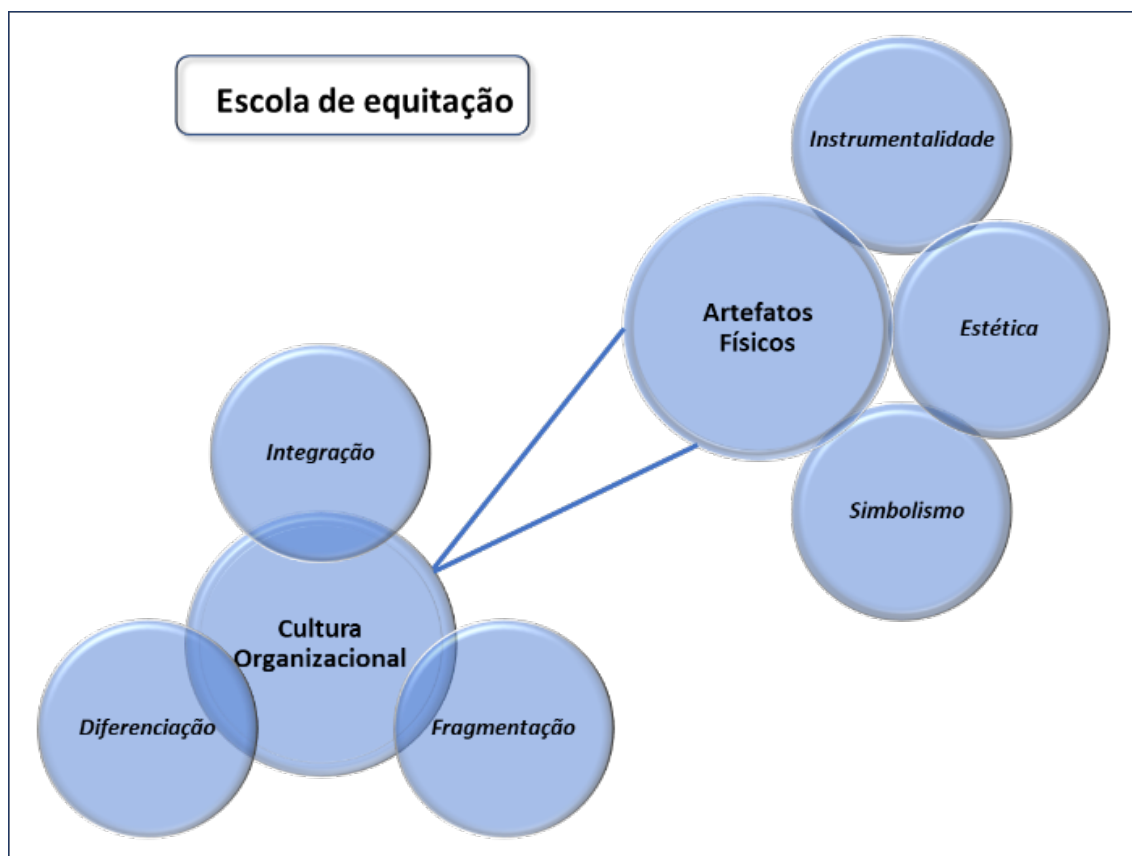 Escola de equitação
Instrumentalidade
Artefatos
Físicos
Estética
Simbolismo
Integração
Cultura
Organizacional
Diferenciação
Fragmentação